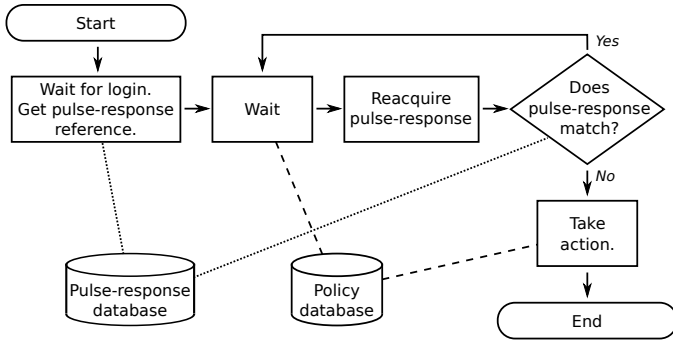 Start
Wait for login.
Get pulse-response
reference.
Wait
Reacquire
pulse-response
Yes
Does
pulse-response
match?
No
Take
action.
Pulse-response
database
Policy
database
End